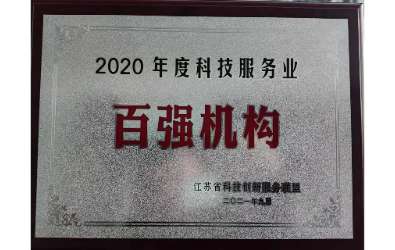 2020年度科技服务业
百强机构
江苏省科技创新服务联盟
二〇二一年九月